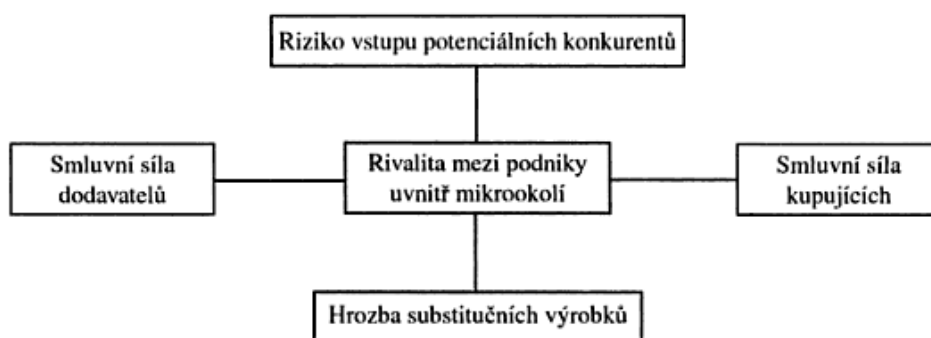 Riziko vstupu potenciálních konkurentů
Smluvní síla
dodavatelů
Rivalita mezi podniky
uvnitř mikrookolí
Smluvní síla
kupujících
Hrozba substitučních výrobků